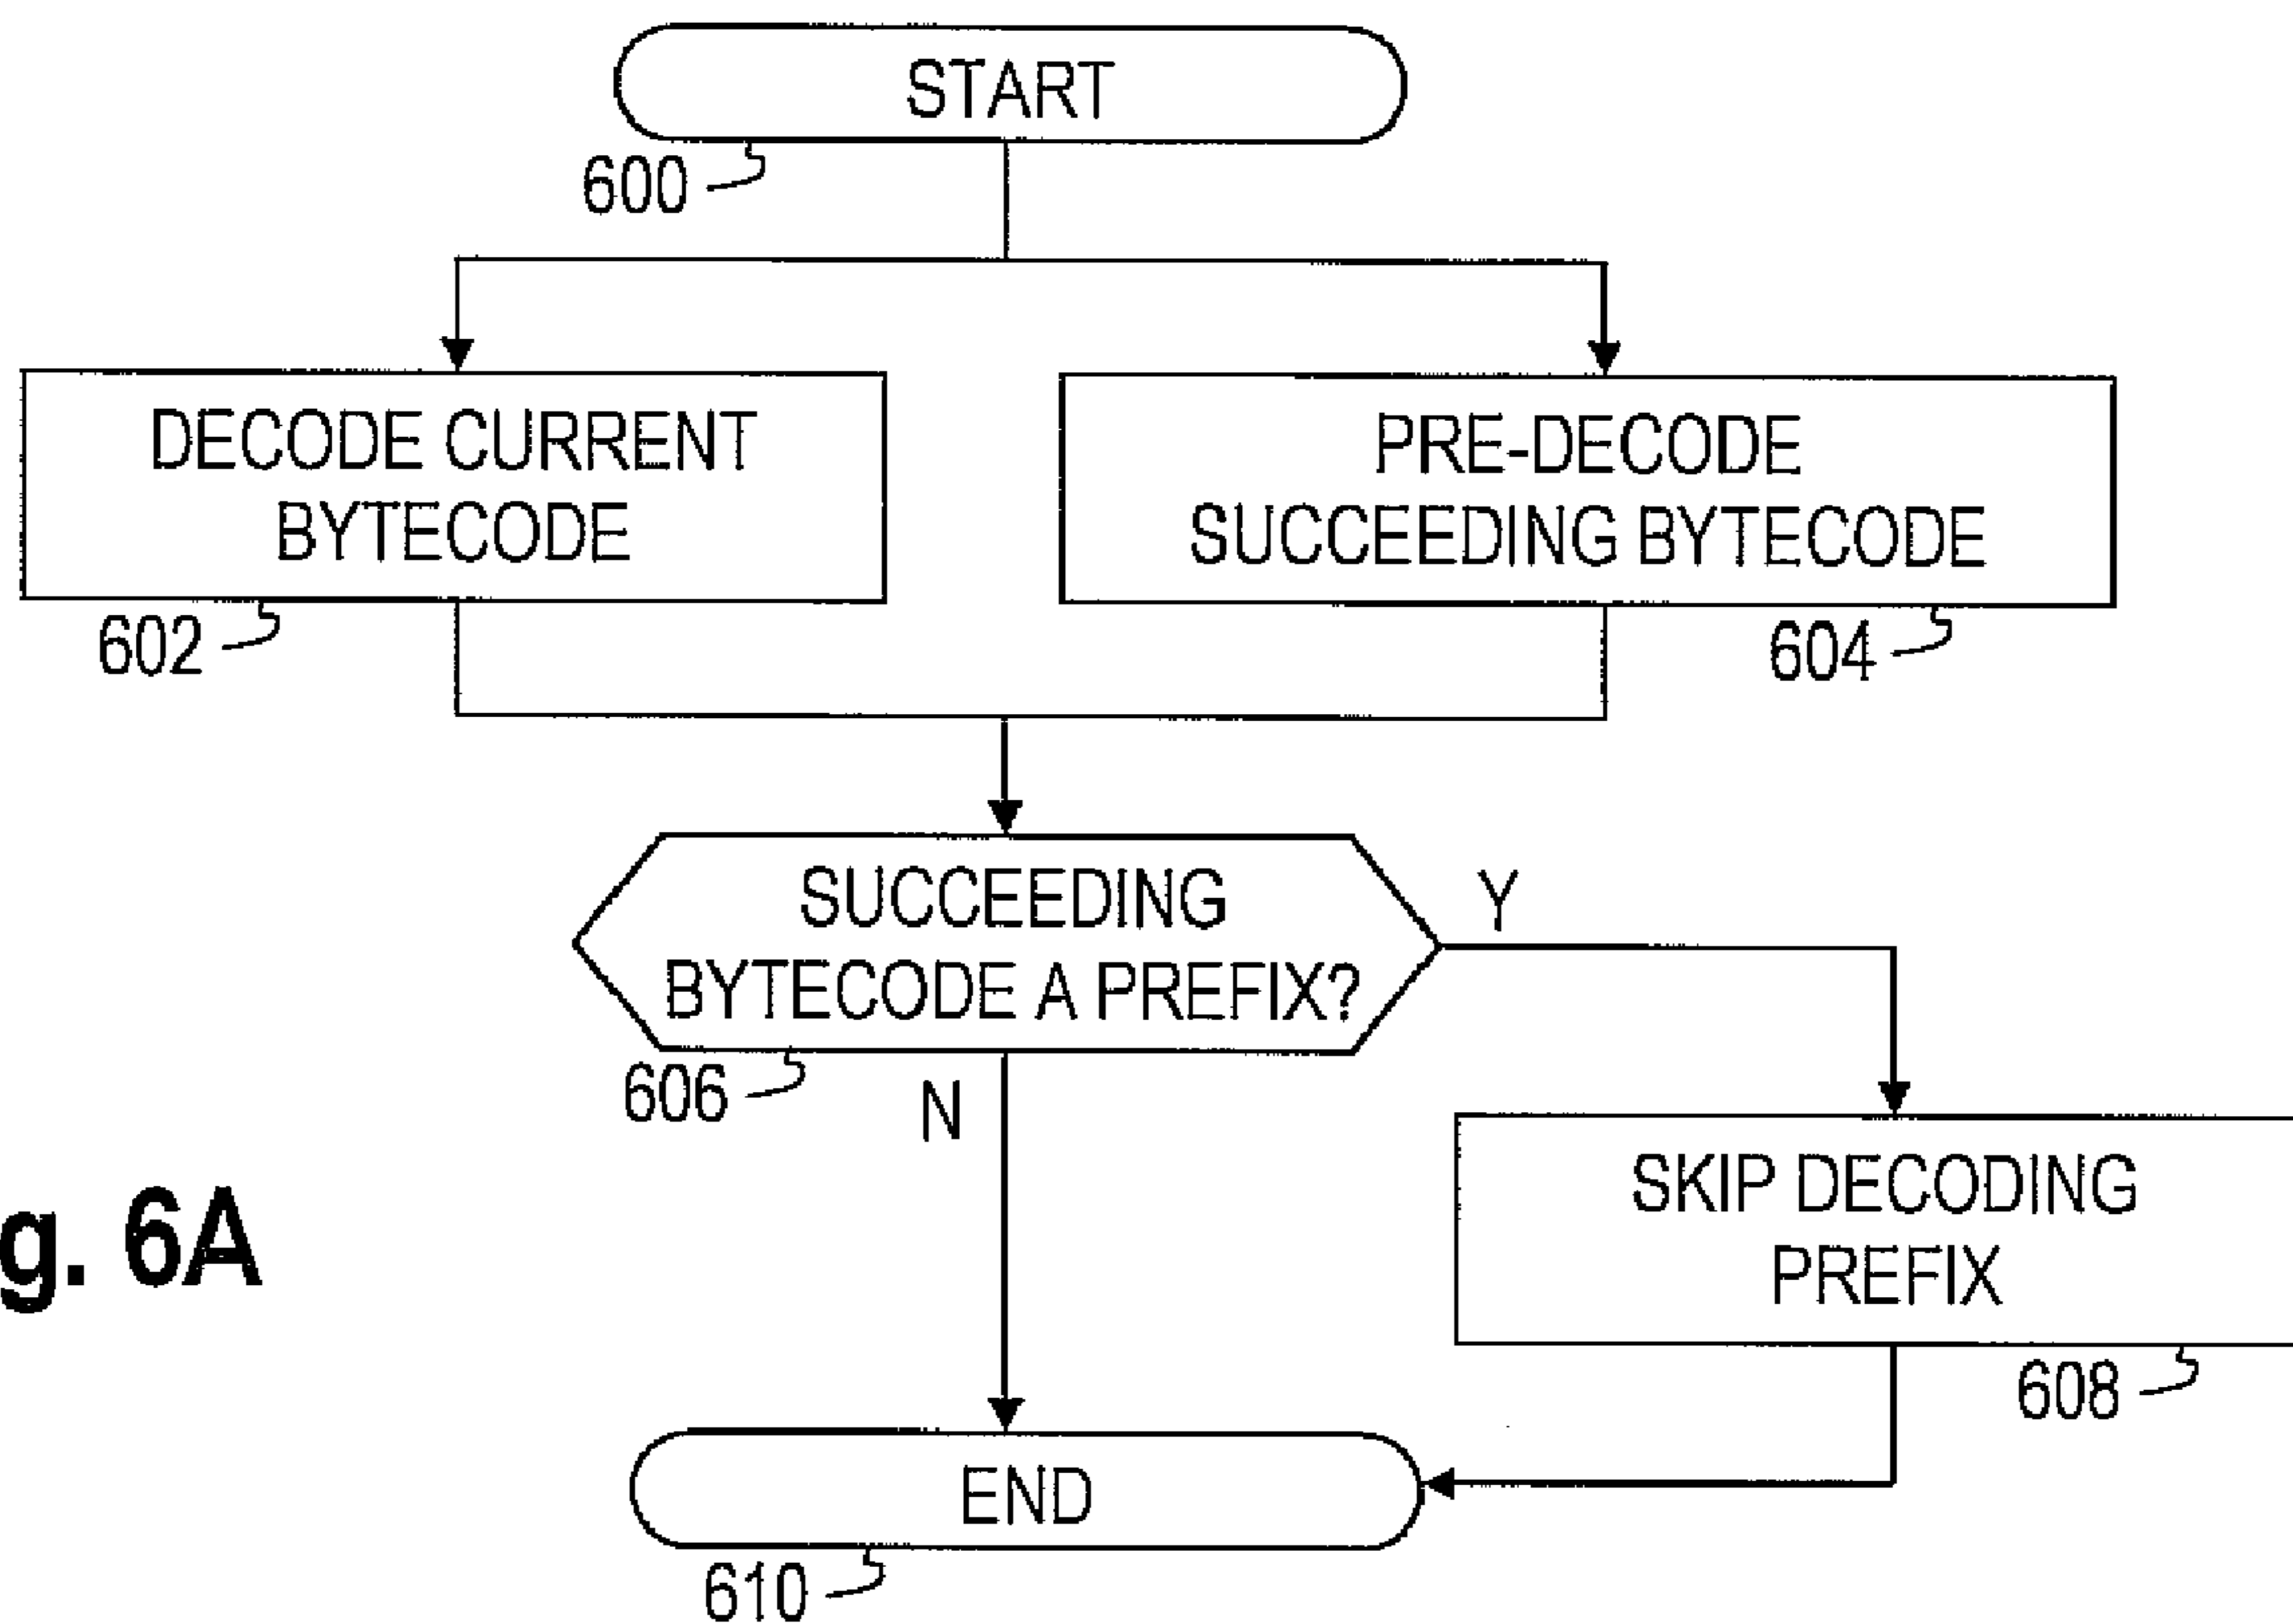 START
600
DECODE CURRENT
BYTECODE
602
PRE-DECODE
SUCCEEDING BYTECODE
604
SUCCEEDING
BYTECODE A PREFIX?
606
Y
N
SKIP DECODING
PREFIX
608
g. 6A
END
610